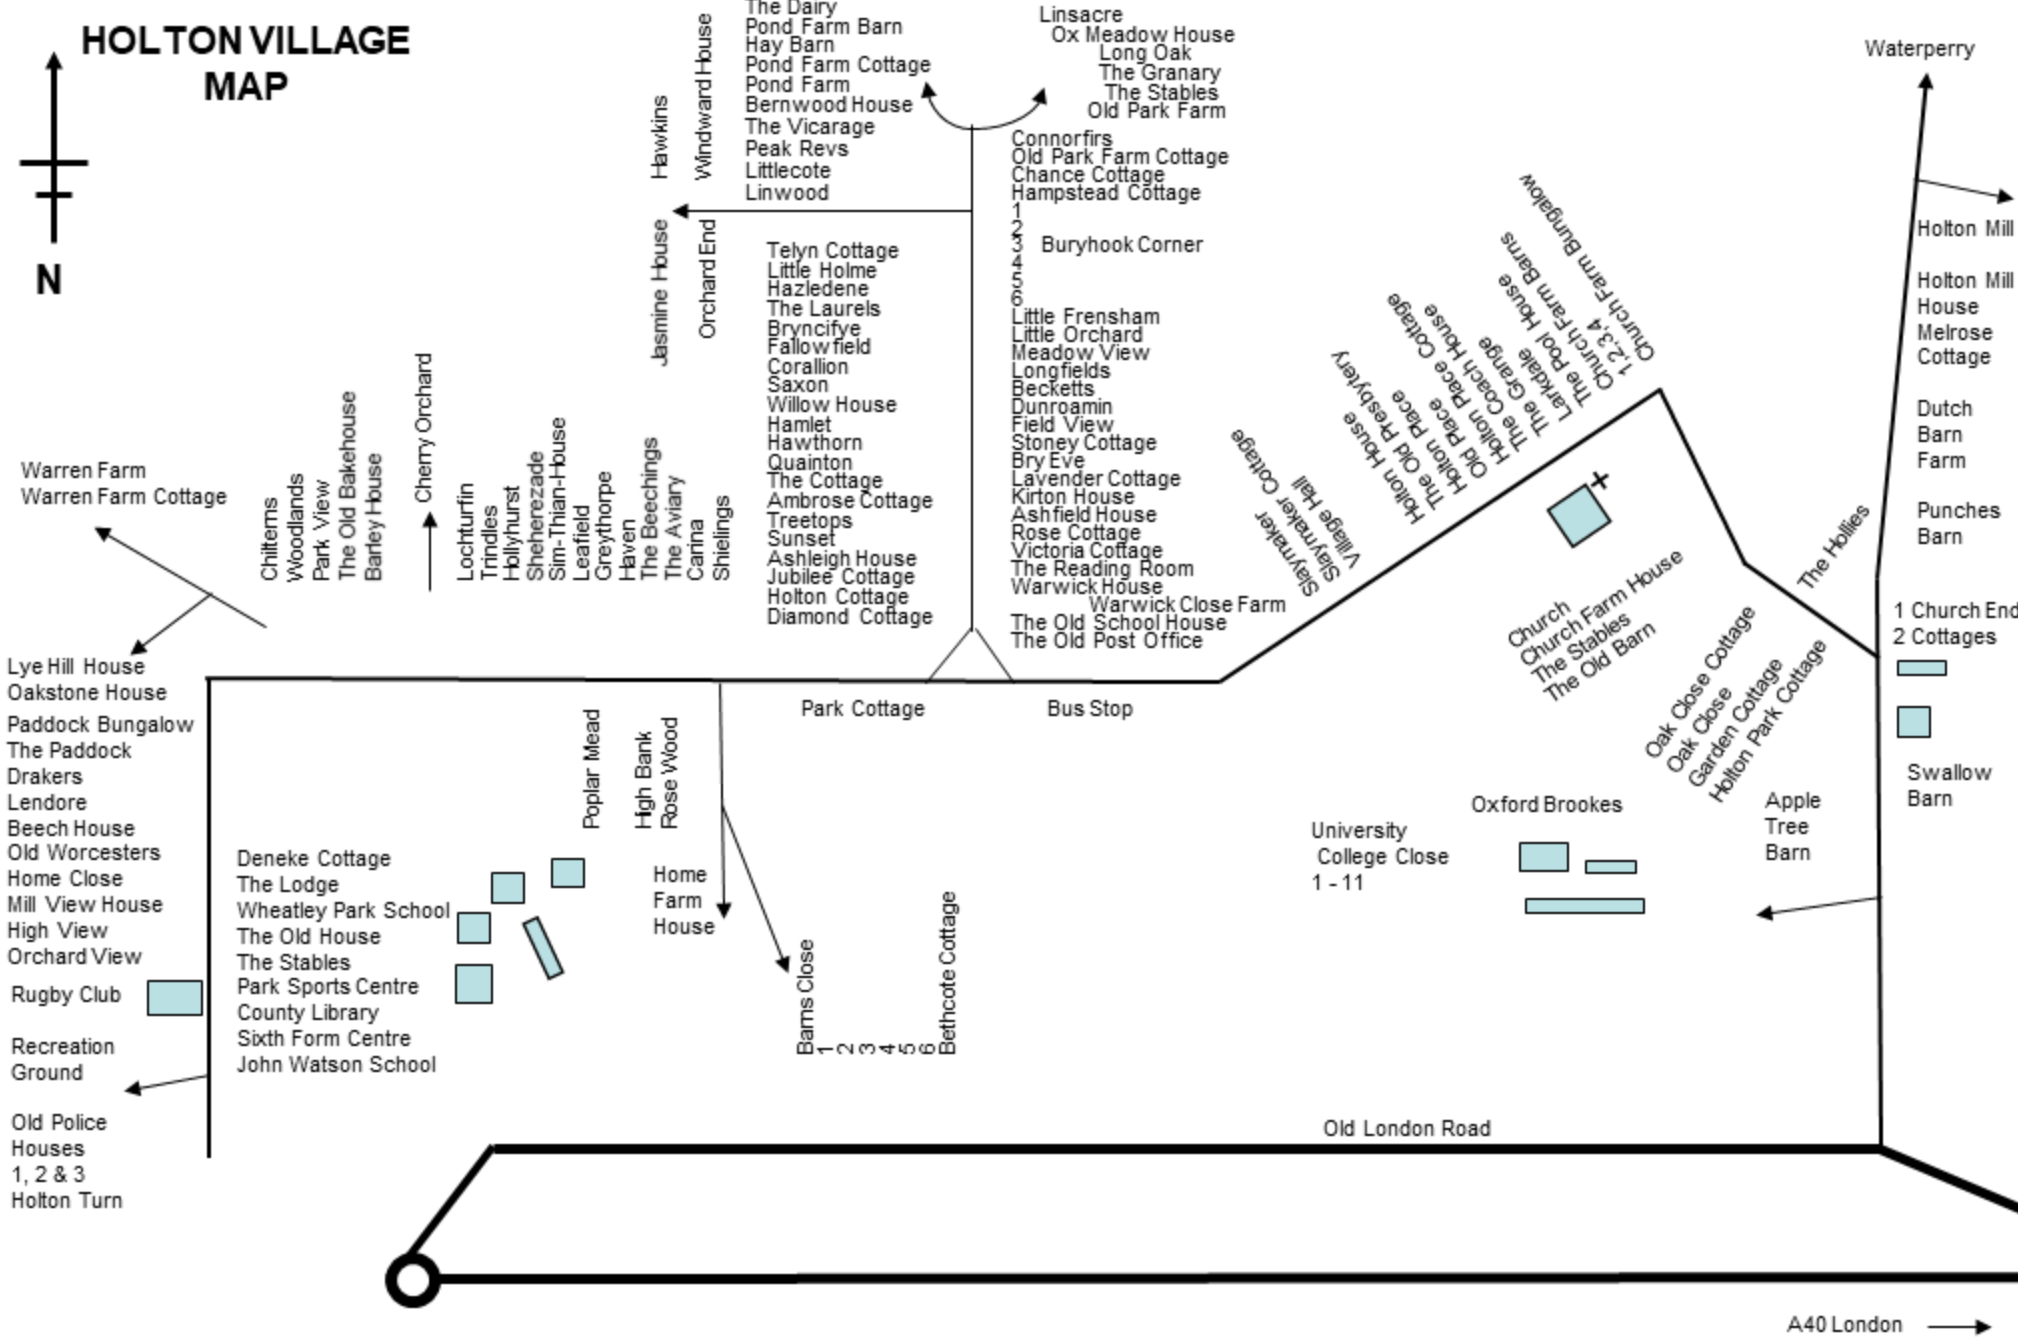 HOLTON VILLAGE
MAP
N
The Dairy
Pond Farm Barn
Hay Barn
Pond Farm Cottage
Pond Farm
Bernwood House
The Vicarage
Peak Revs
Littlecote
Linwood
Hawkins
Windward House
Jasmine House
Orchard End
Linsacre
Ox Meadow House
Long Oak
The Granary
The Stables
Old Park Farm
Connorfirs
Old Park Farm Cottage
Chance Cottage
Hampstead Cottage
1
2
3 Buryhook Corner
4
5
6
Little Frensham
Little Orchard
Meadow View
Longfields
Becketts
Dunroamin
Field View
Stoney Cottage
Bry Eve
Lavender Cottage
Kirton House
Ashfield House
Rose Cottage
Victoria Cottage
The Reading Room
Warwick House
Warwick Close Farm
The Old School House
The Old Post Office
Telyn Cottage
Little Holme
Hazledene
The Laurels
Bryncifye
Fallowfield
Corallion
Saxon
Willow House
Hamlet
Hawthorn
Quainton
The Cottage
Ambrose Cottage
Treetops
Sunset
Ashleigh House
Jubilee Cottage
Holton Cottage
Diamond Cottage
Warren Farm
Warren Farm Cottage
Chilterns
Woodlands
Park View
The Old Bakehouse
Barley House
Cherry Orchard
Lochturfin
Trindles
Hollyhurst
Sheherezade
Sim-Thian-House
Leafield
Greythorpe
Haven
The Beechings
The Aviary
Carina
Shielings
Slaymaker
Slaymaker Cottage
Village Hall
Holton House
The Old Presbytery
Holton Place
Old Place
Holton Place Cottage
The Coach House
The Grange
Larkdale
The Pool House
Church Farm Barns
1,2,3,4
Church Farm Bungalow
Waterperry
Holton Mill
Holton Mill
House
Melrose
Cottage
Dutch
Barn
Farm
Punches
Barn
The Hollies
1 Church End
2 Cottages
Swallow
Barn
Church
Church Farm House
The Stables
The Old Barn
Oak Close Cottage
Oak Close
Garden Cottage
Holton Park Cottage
Apple
Tree
Barn
Oxford Brookes
University
College Close
1 - 11
Park Cottage
Bus Stop
Poplar Mead
High Bank
Rose Wood
Home
Farm
House
Barns Close
1
2
3
4
5
6
Bethcote Cottage
Lye Hill House
Oakstone House
Paddock Bungalow
The Paddock
Drakers
Lendore
Beech House
Old Worcesters
Home Close
Mill View House
High View
Orchard View
Rugby Club
Recreation
Ground
Old Police
Houses
1, 2 & 3
Holton Turn
Deneke Cottage
The Lodge
Wheatley Park School
The Old House
The Stables
Park Sports Centre
County Library
Sixth Form Centre
John Watson School
Old London Road
A40 London